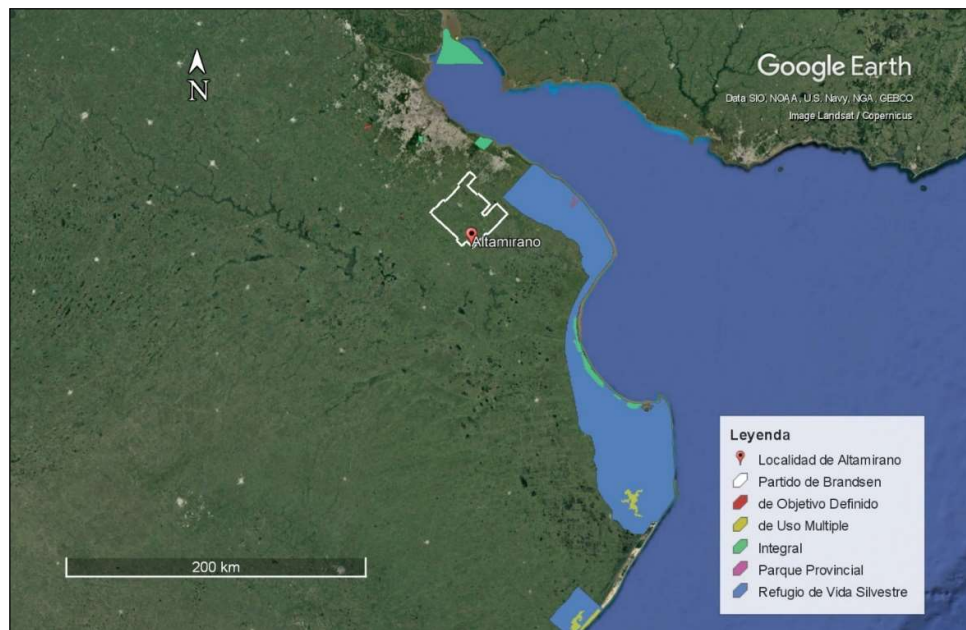 N
Google Earth
Data SIO, NOAA, U.S. Navy, NGA, GEBCO
Image Landsat / Copernicus
Altamirano
Leyenda
Localidad de Altamirano
Partido de Brandsen
de Objetivo Definido
de Uso Multiple
Integral
Parque Provincial
Refugio de Vida Silvestre
200 km